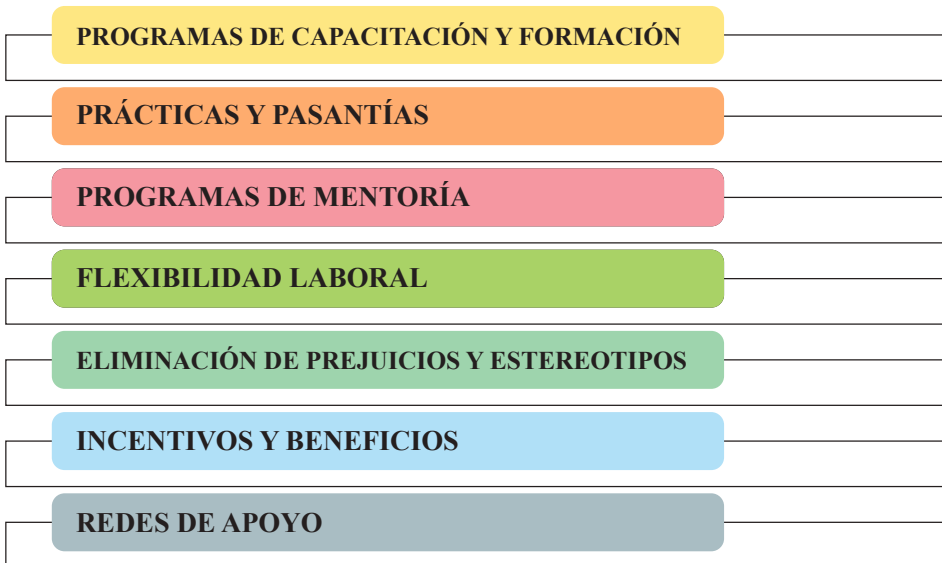 PROGRAMAS DE CAPACITACIÓN Y FORMACIÓN
PRÁCTICAS Y PASANTÍAS
PROGRAMAS DE MENTORÍA
FLEXIBILIDAD LABORAL
ELIMINACIÓN DE PREJUICIOS Y ESTEREOTIPOS
INCENTIVOS Y BENEFICIOS
REDES DE APOYO